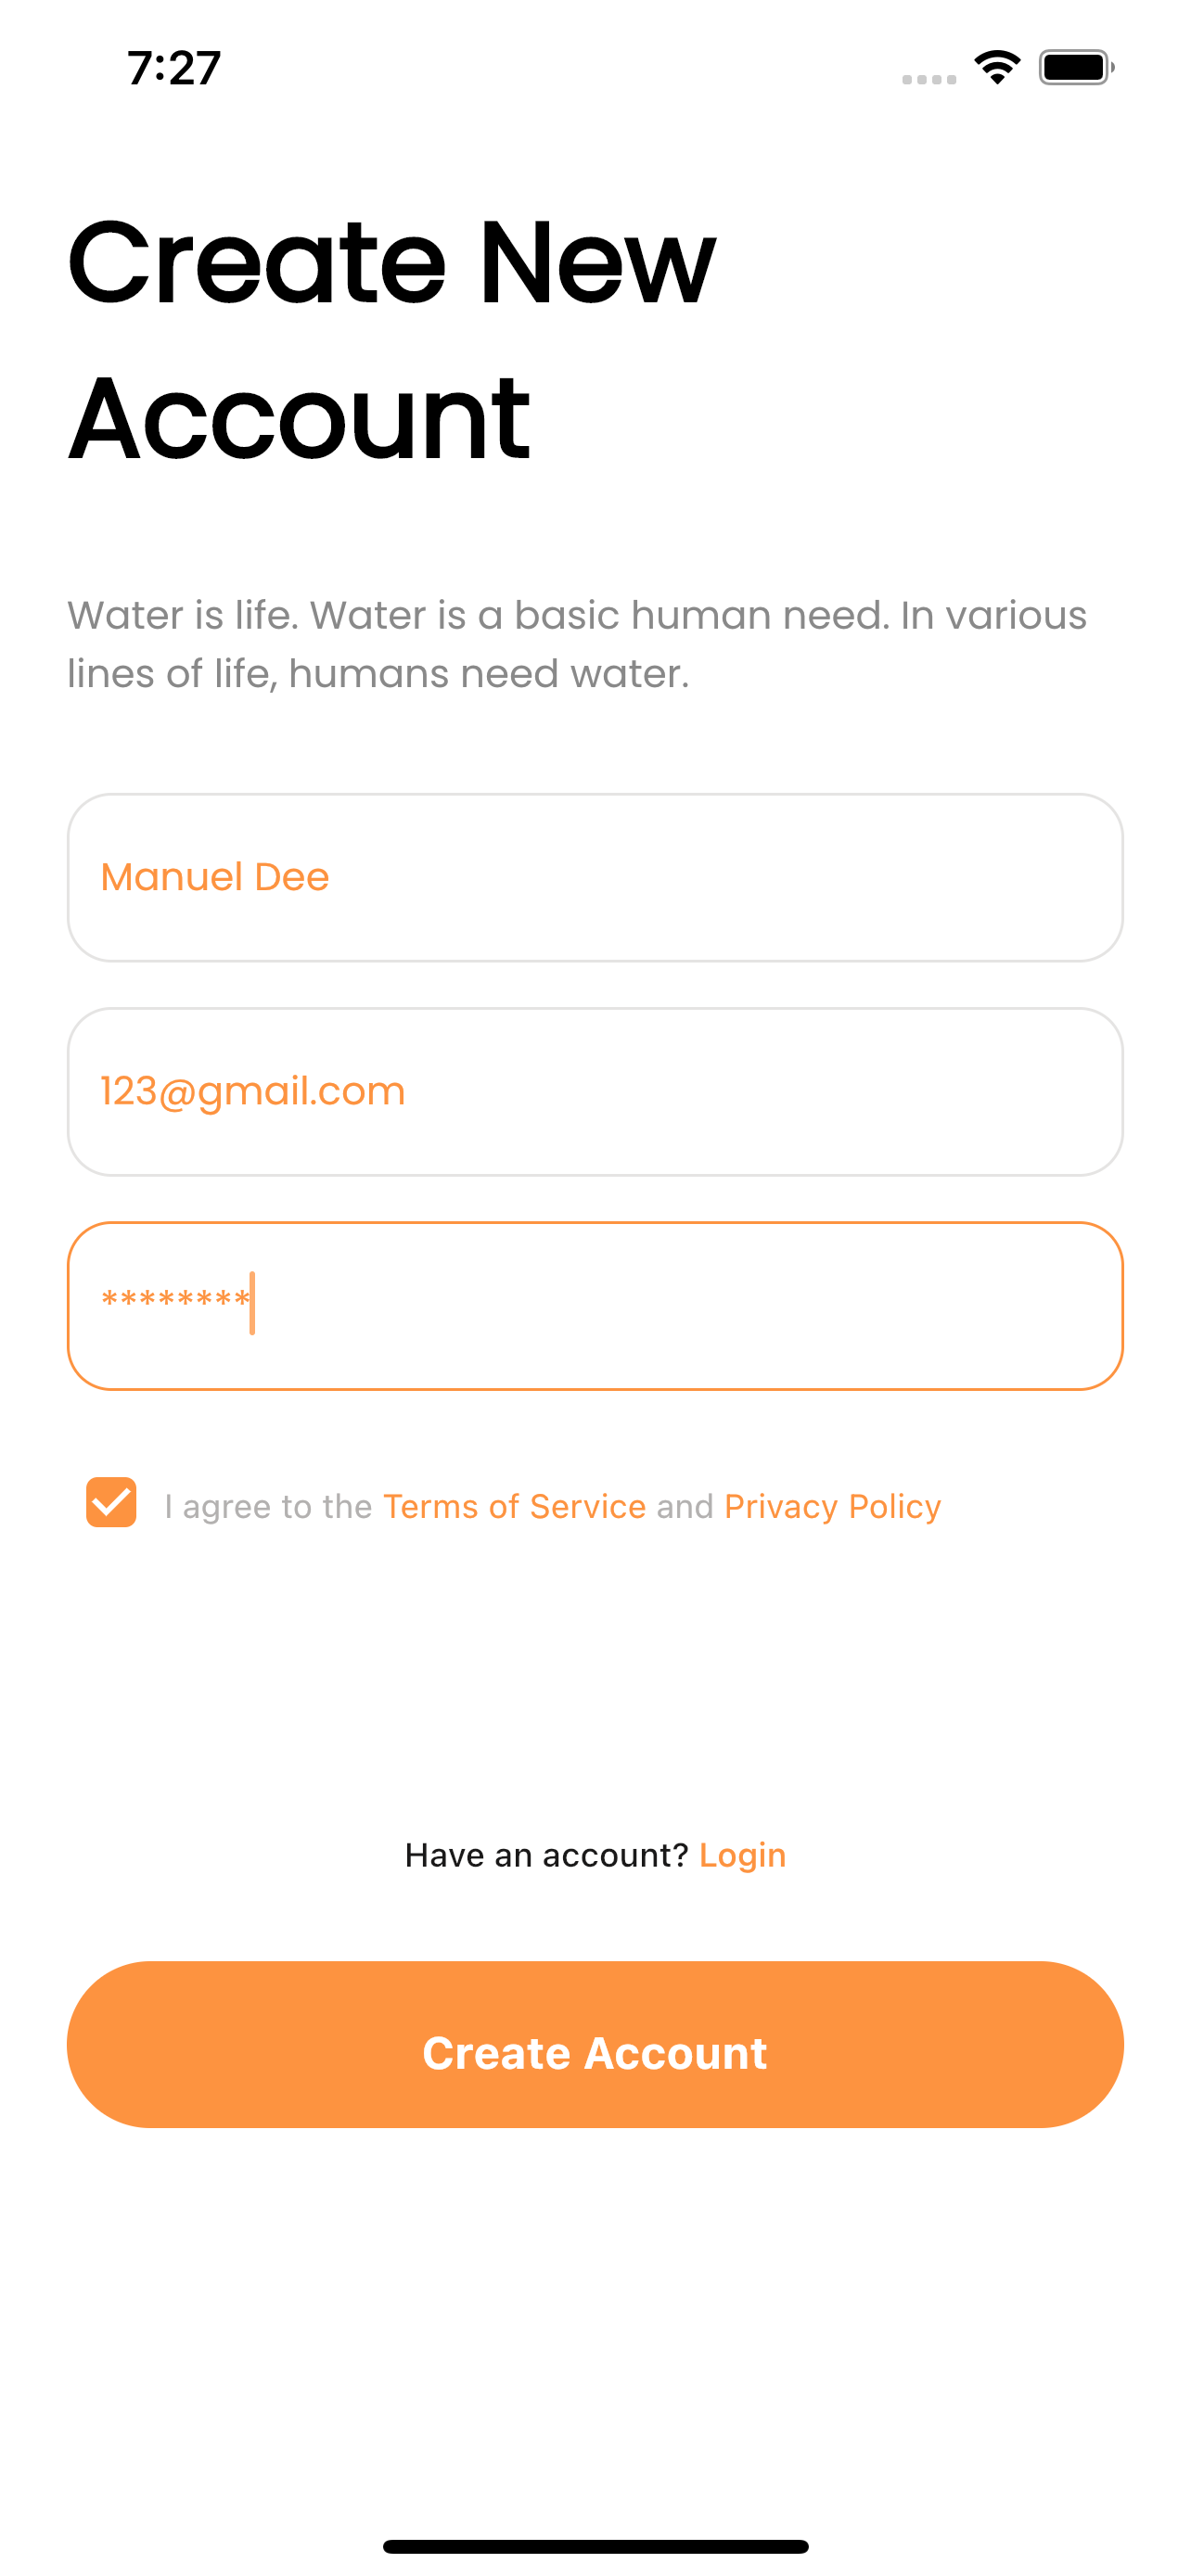 7:27
Create New
Account
Water is life. Water is a basic human need. In various
lines of life, humans need water.
Manuel Dee
123@gmail.com
********
I agree to the Terms of Service and Privacy Policy
Have an account? Login
Create Account